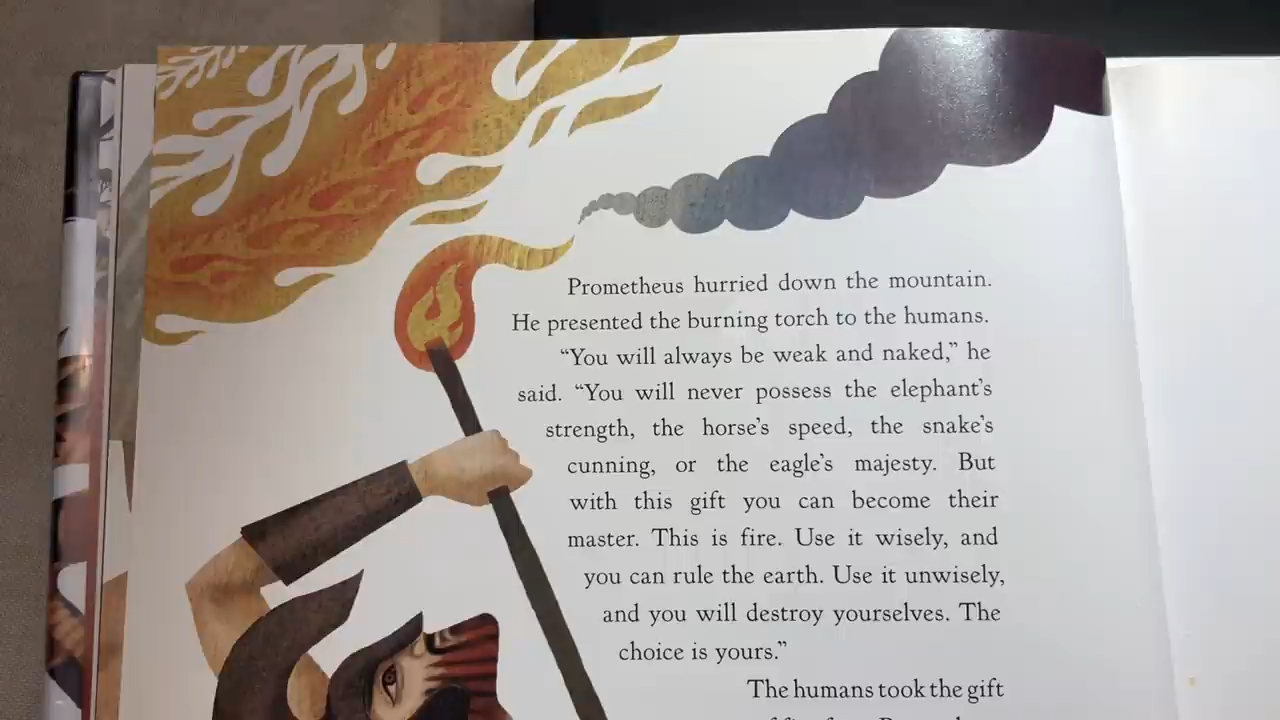 Prometheus hurried down the mountain.
He presented the burning torch to the humans.
“You will always be weak and naked,” he
said. “You will never possess the elephant’s
strength, the horse’s speed, the snake’s
cunning, or the eagle’s majesty. But
with this gift you can become their
master. This is fire. Use it wisely, and
you can rule the earth. Use it unwisely,
and you will destroy yourselves. The
choice is yours.”
The humans took the gift